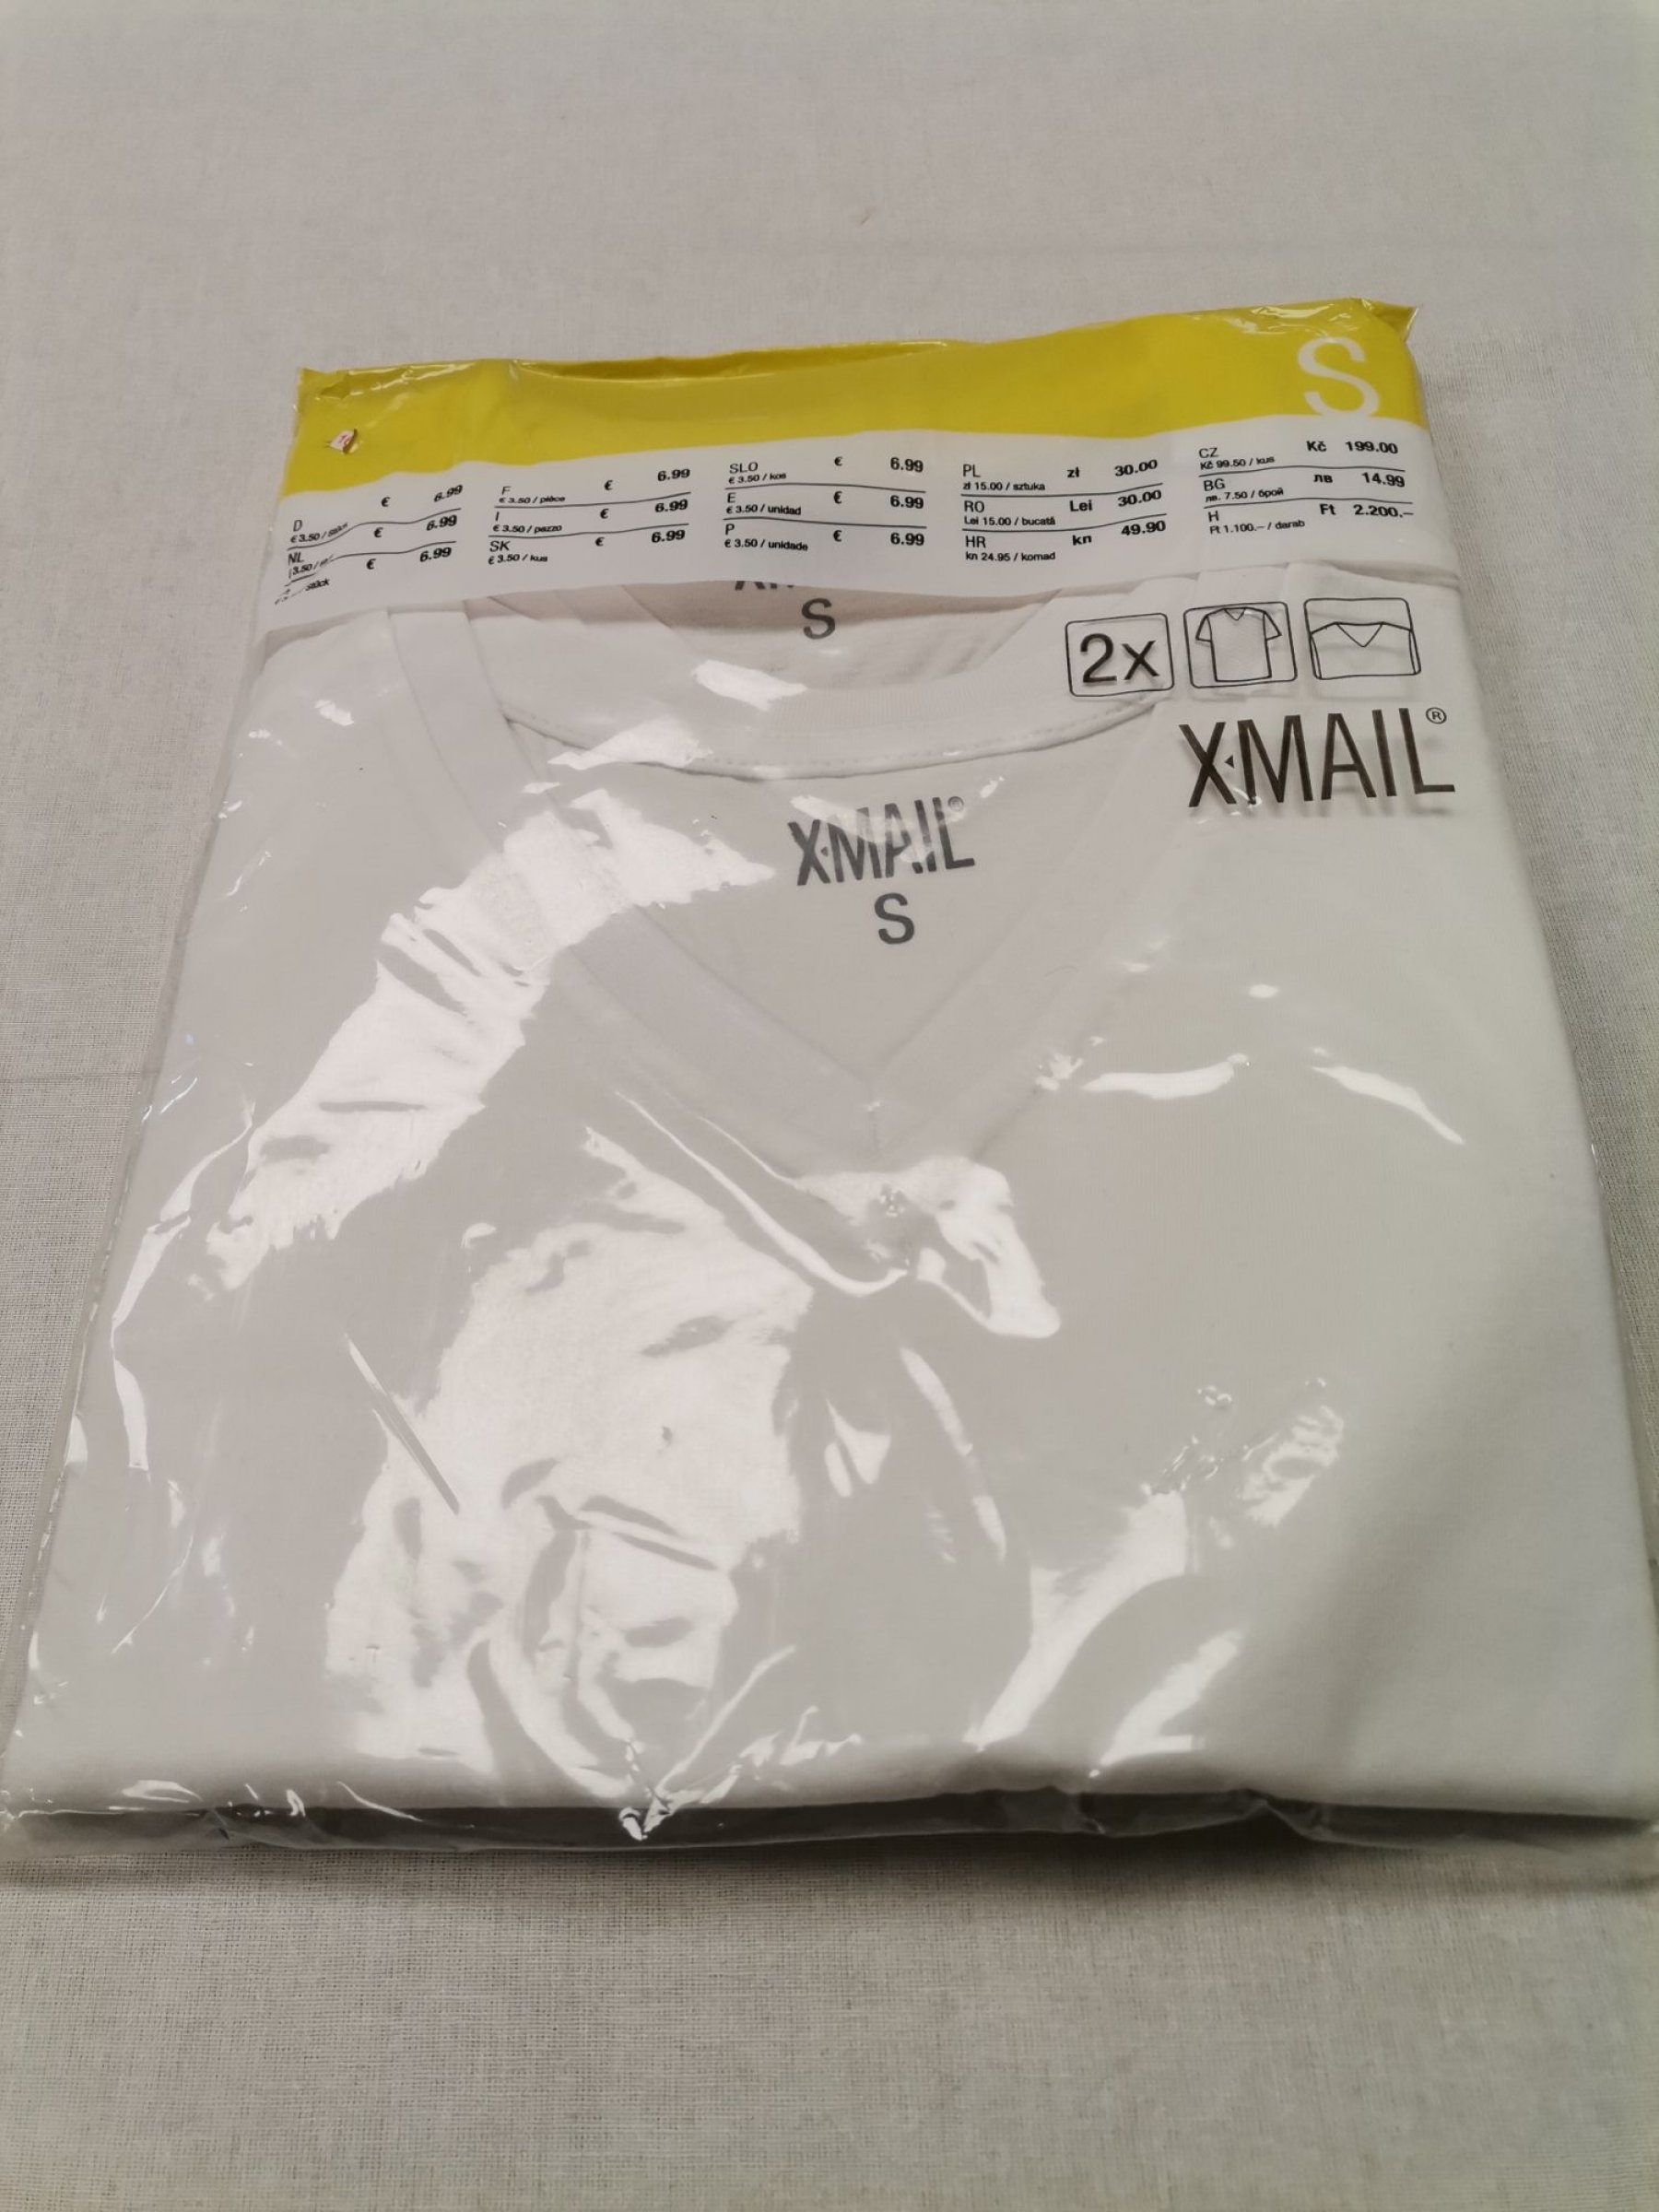 S
D € 6.99
€ 3.50 / Stück
NL € 6.99
3.50 /
€ 6.99
Stück
F € 6.99
€ 3.50 / pièce
I € 6.99
€ 3.50 / pezzo
SK € 6.99
€ 3.50 / kus
SLO € 6.99
€ 3.50 / kos
E € 6.99
€ 3.50 / unidad
P € 6.99
€ 3.50 / unidade
PL zł 30.00
zł 15.00 / sztuka
RO Lei 30.00
Lei 15.00 / bucată
HR kn 49.90
kn 24.95 / komad
CZ Kč 199.00
Kč 99.50 / kus
BG лв 14.99
лв. 7.50 / брой
H Ft 2.200.–
Ft 1.100.– / darab
S
2x
X·MAIL®
X·MAIL®
S